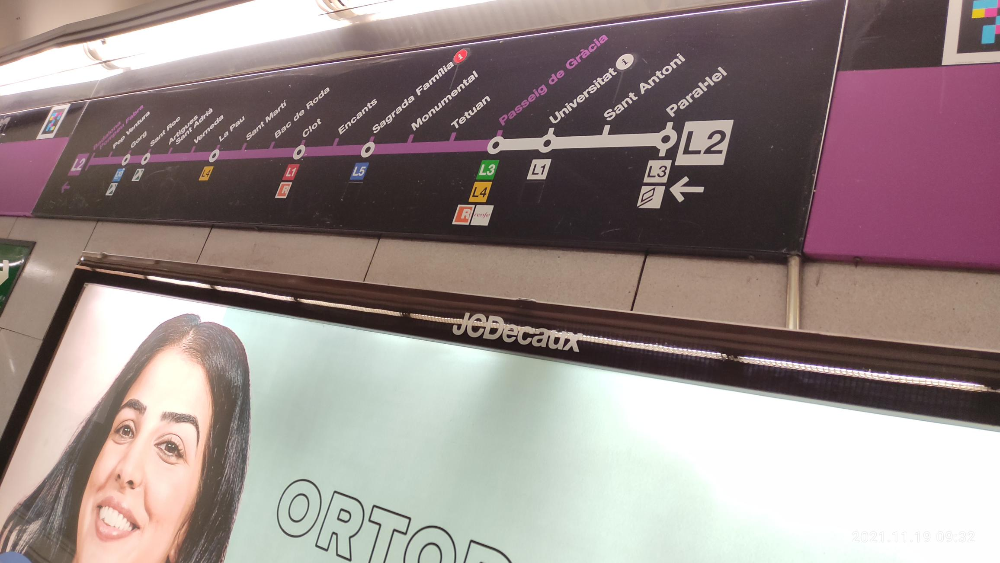 Badalona
Pompeu Fabra
Pep Ventura
Gorg
Sant Roc
Artigues
Sant Adrià
Verneda
La Pau
Sant Martí
Bac de Roda
Clot
Encants
Sagrada Família i
Monumental
Tetuan
Passeig de Gràcia
Universitat i
Sant Antoni
Paral·lel
L2
L10
L4
L1
R
L5
L3
L4
R renfe
L1
L3
L2
JCDecaux
ORTOD
2021.11.19 09:32